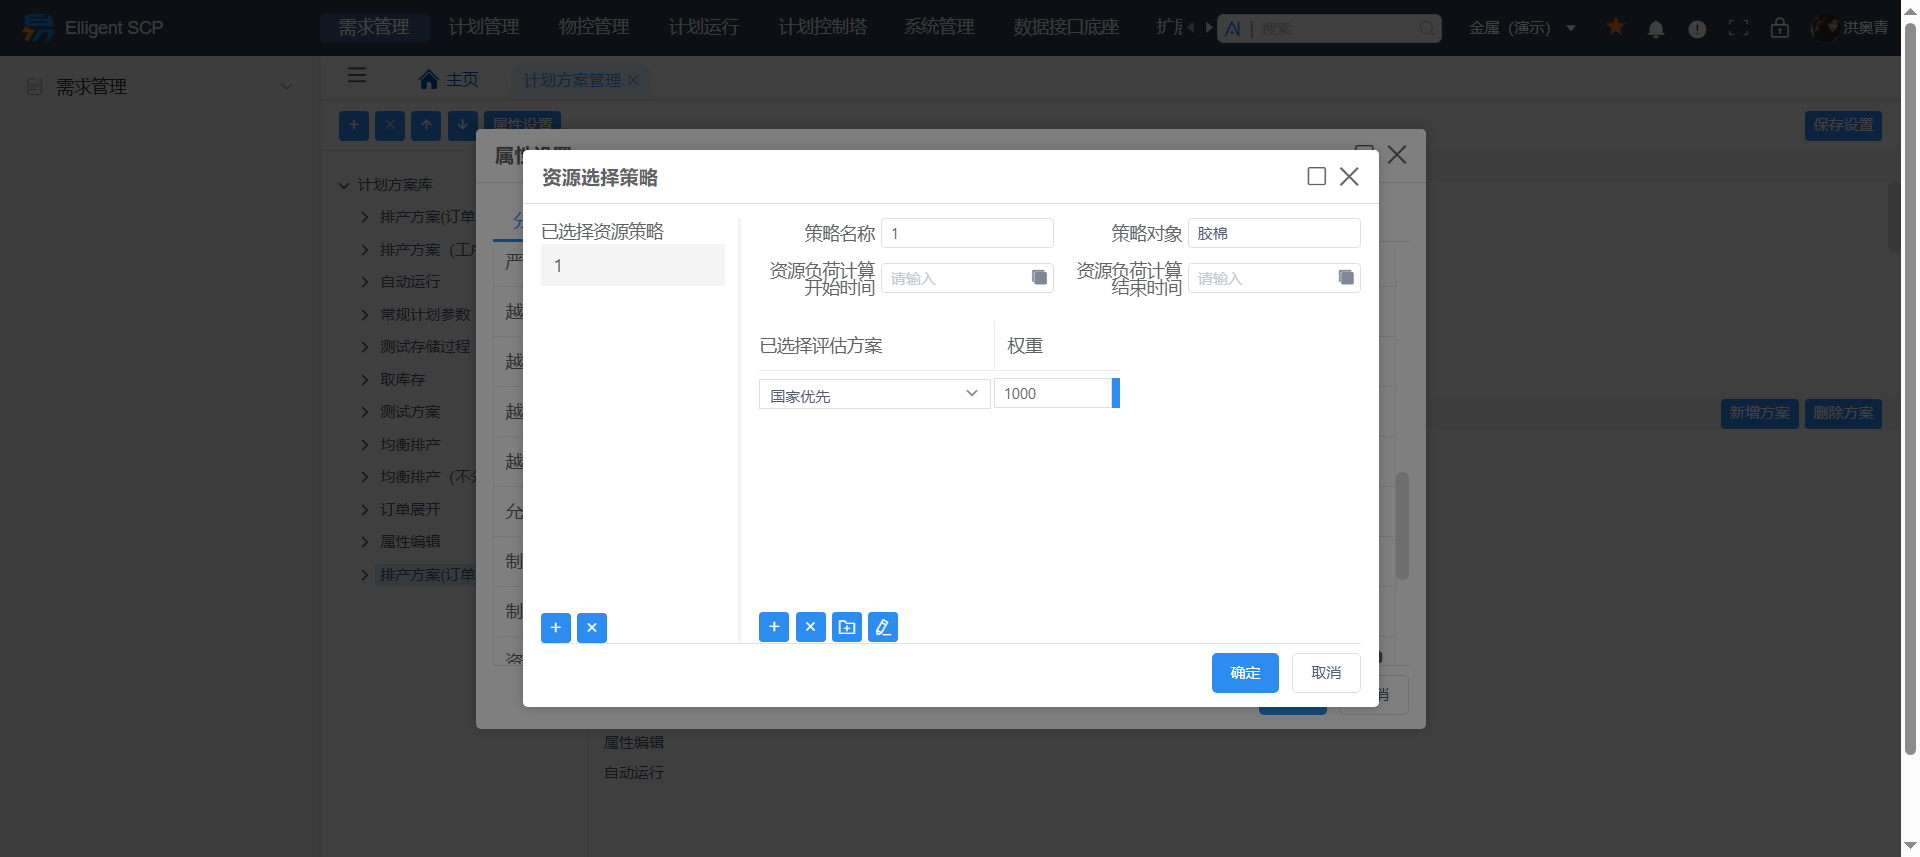 Elligent SCP
需求管理
计划管理
物控管理
计划运行
计划控制塔
系统管理
数据接口底座
扩
AI | 搜索
金属（演示）
洪奥青
需求管理
主页
计划方案管理
属性设置
保存设置
计划方案库
排产方案(订单
排产方案（工
自动运行
常规计划参数
测试存储过程
取库存
测试方案
均衡排产
均衡排产（不
订单展开
属性编辑
排产方案(订单
新增方案
删除方案
属性设置
严
越
越
越
越
允
制
制
资
消
属性编辑
自动运行
资源选择策略
已选择资源策略
1
策略名称
1
策略对象
胶棉
资源负荷计算
开始时间
请输入
资源负荷计算
结束时间
请输入
已选择评估方案
权重
国家优先
1000
确定
取消